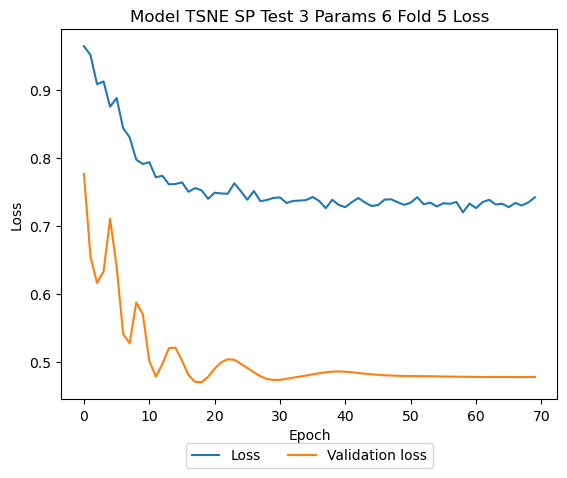 Model TSNE SP Test 3 Params 6 Fold 5 Loss
Loss
0.9
0.8
0.7
0.6
0.5
0 10 20 30 40 50 60 70
Epoch
Loss Validation loss